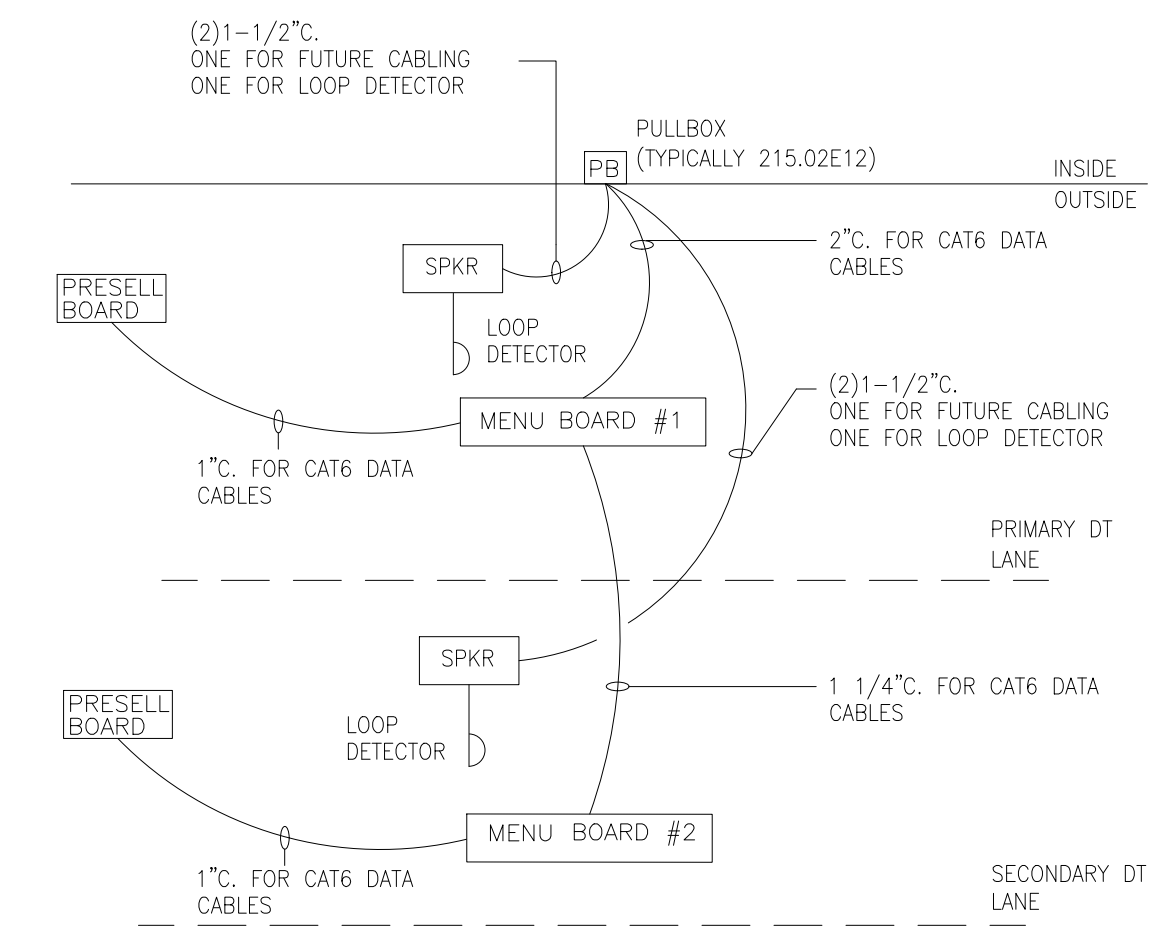 (2)1-1/2"C.
ONE FOR FUTURE CABLING
ONE FOR LOOP DETECTOR
PULLBOX
(TYPICALLY 215.02E12)
PB
INSIDE
OUTSIDE
SPKR
2"C. FOR CAT6 DATA
CABLES
PRESELL
BOARD
LOOP
DETECTOR
(2)1-1/2"C.
ONE FOR FUTURE CABLING
ONE FOR LOOP DETECTOR
MENU BOARD #1
1"C. FOR CAT6 DATA
CABLES
PRIMARY DT
LANE
SPKR
1 1/4"C. FOR CAT6 DATA
CABLES
PRESELL
BOARD
LOOP
DETECTOR
MENU BOARD #2
1"C. FOR CAT6 DATA
CABLES
SECONDARY DT
LANE